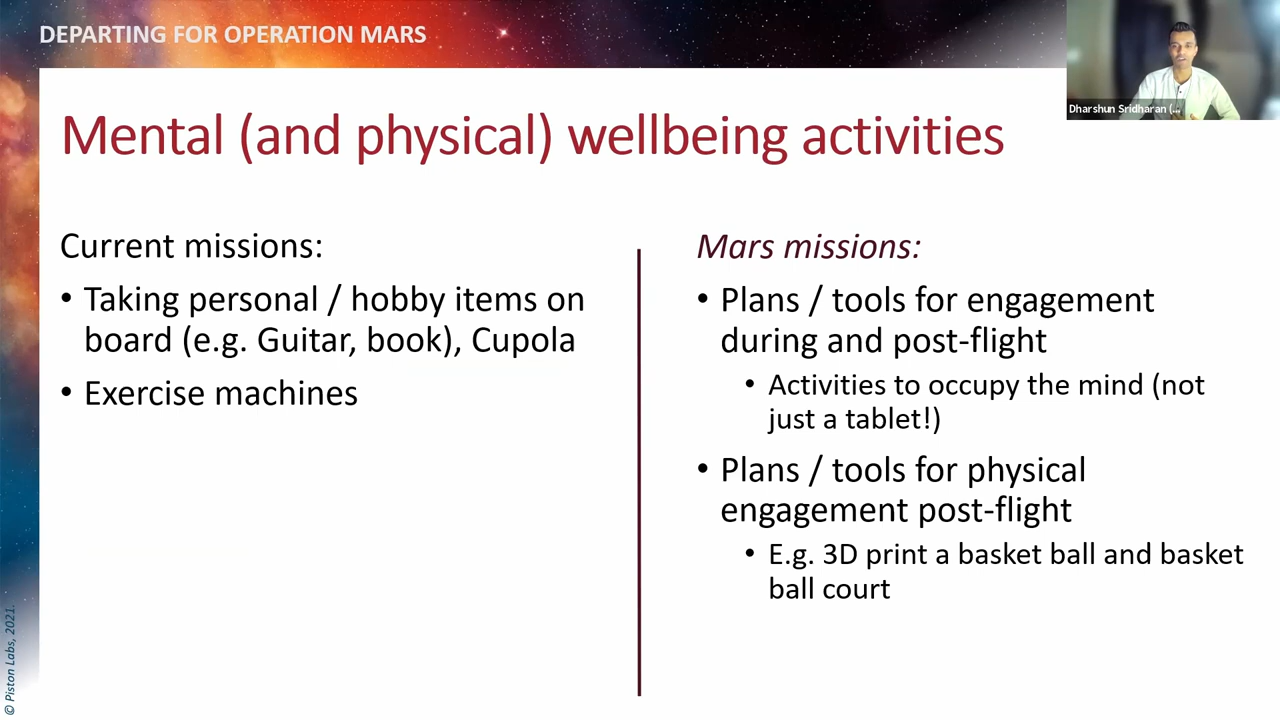 DEPARTING FOR OPERATION MARS
Dharshun Sridharan (...
Mental (and physical) wellbeing activities
Current missions:
• Taking personal / hobby items on
board (e.g. Guitar, book), Cupola
• Exercise machines
Mars missions:
• Plans / tools for engagement
during and post-flight
• Activities to occupy the mind (not
just a tablet!)
• Plans / tools for physical
engagement post-flight
• E.g. 3D print a basket ball and basket
ball court
© Piston Labs, 2021.